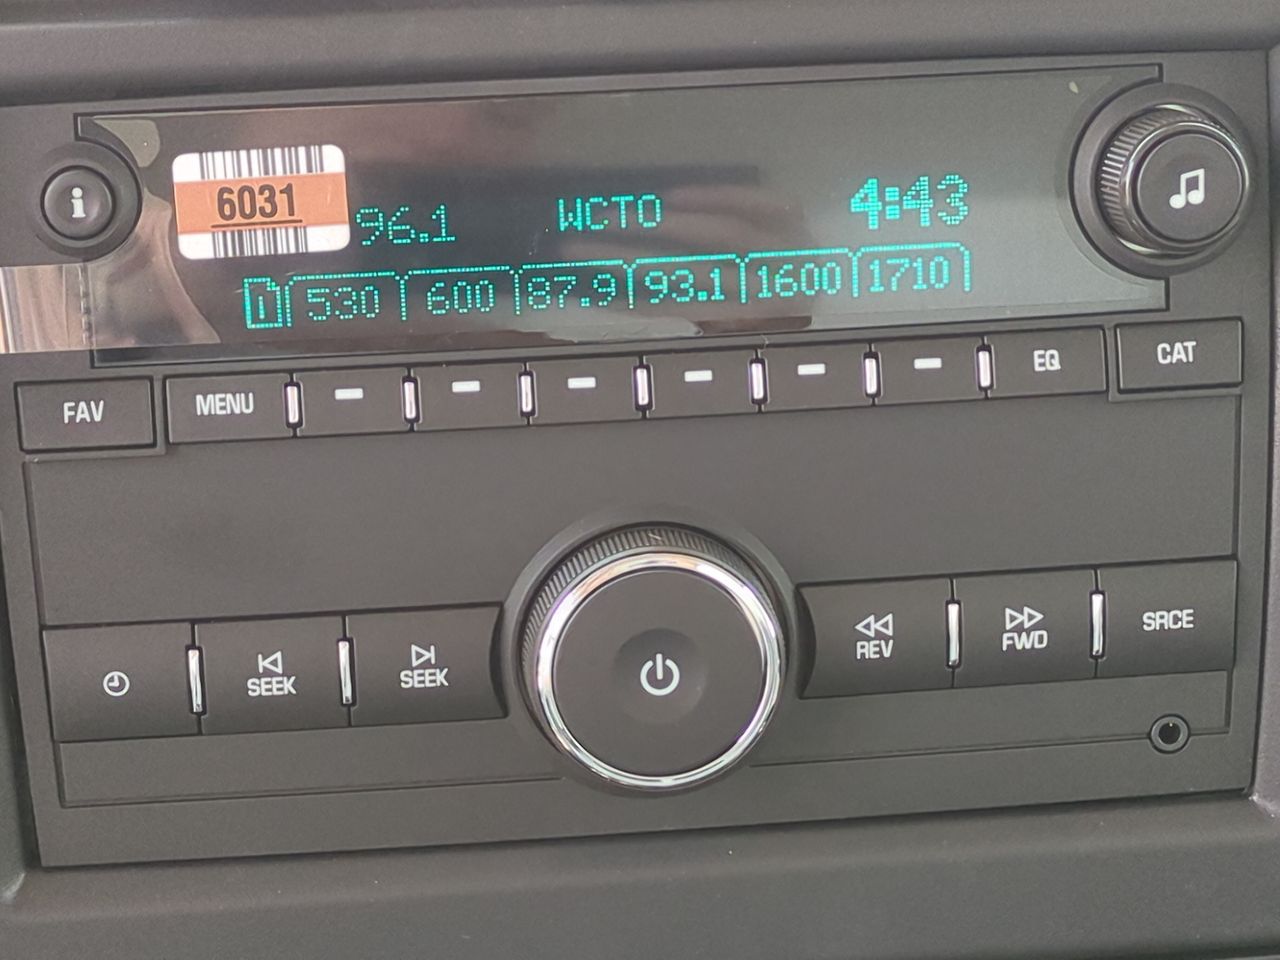 6031
96.1 WCTO 4:43
1 530 600 87.9 93.1 1600 1710
FAV MENU EQ CAT
SEEK SEEK REV FWD SRCE